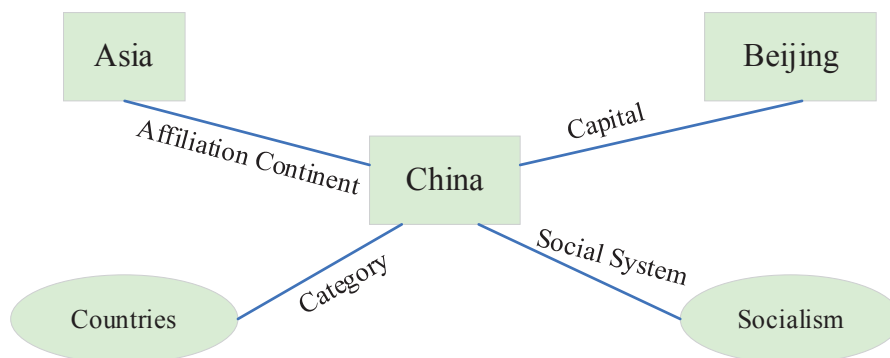 Asia
Beijing
Affiliation Continent
Capital
China
Category
Social System
Countries
Socialism